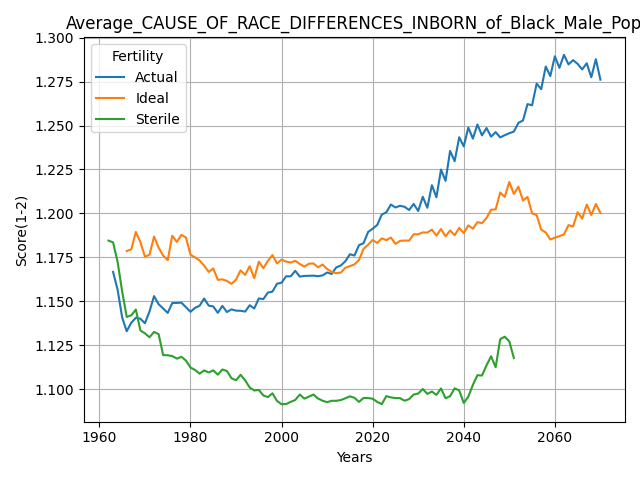 Average_CAUSE_OF_RACE_DIFFERENCES_INBORN_of_Black_Male_Pop
Fertility
Actual
Ideal
Sterile
Score(1-2)
1.300
1.275
1.250
1.225
1.200
1.175
1.150
1.125
1.100
1960 1980 2000 2020 2040 2060
Years